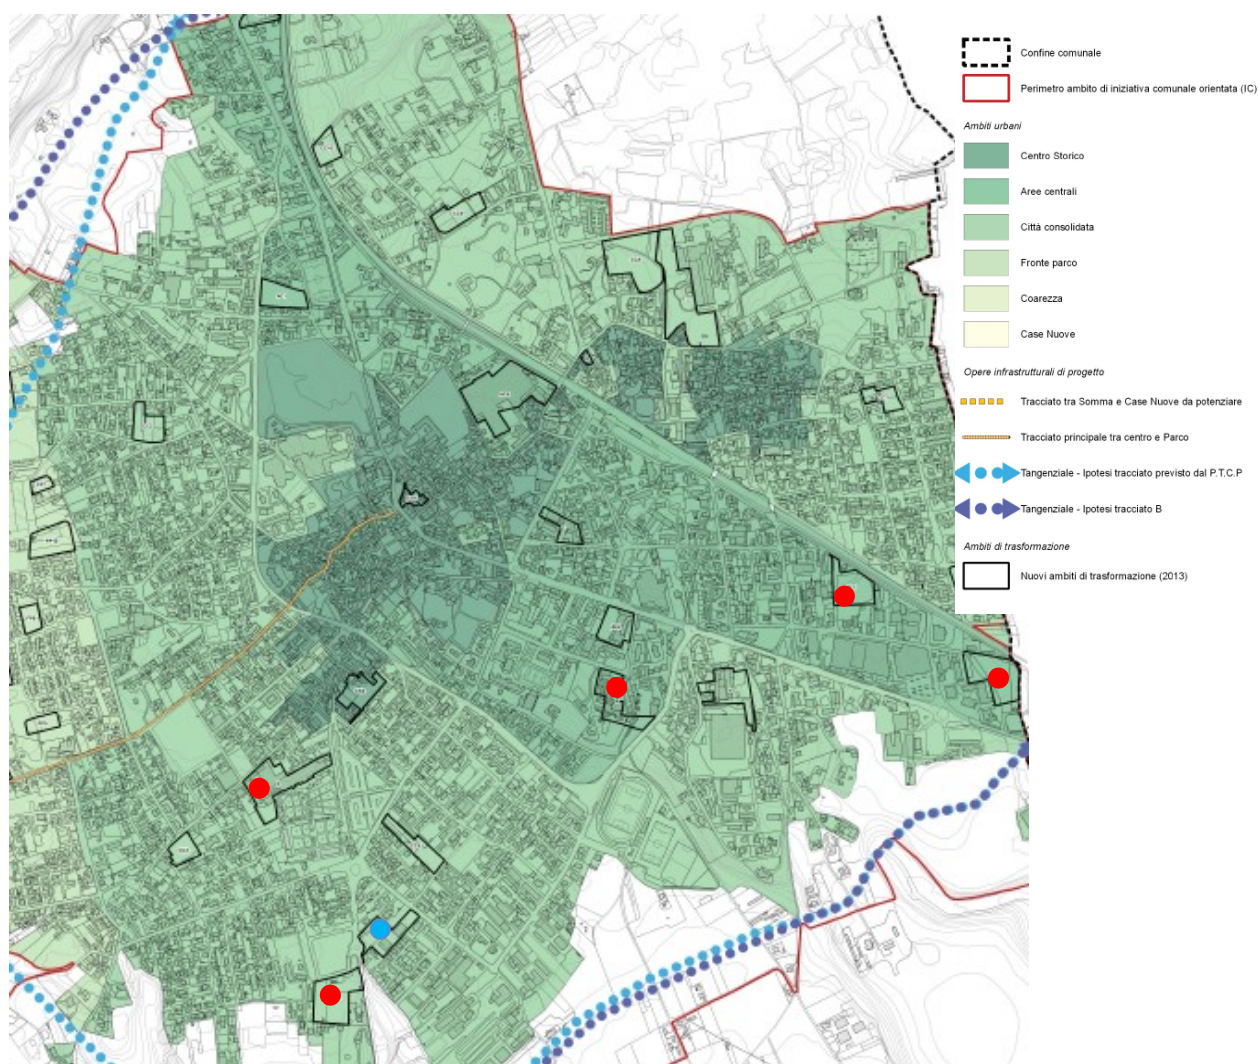 Confine comunale
Perimetro ambito di iniziativa comunale orientata (IC)
Ambiti urbani
Centro Storico
Aree centrali
Città consolidata
Fronte parco
Coarezza
Case Nuove
Opere infrastrutturali di progetto
Tracciato tra Somma e Case Nuove da potenziare
Tracciato principale tra centro e Parco
Tangenziale - Ipotesi tracciato previsto dal P.T.C.P
Tangenziale - Ipotesi tracciato B
Ambiti di trasformazione
Nuovi ambiti di trasformazione (2013)